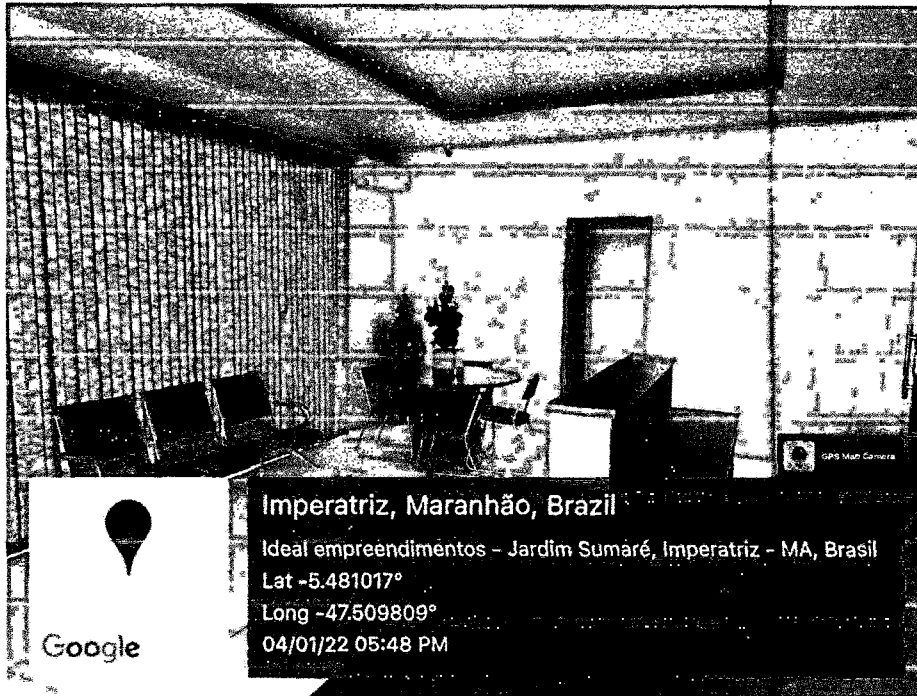 GPS Map Camera
Imperatriz, Maranhão, Brazil
Ideal empreendimentos - Jardim Sumaré, Imperatriz - MA, Brasil
Lat -5.481017°
Long -47.509809°
04/01/22 05:48 PM
Google